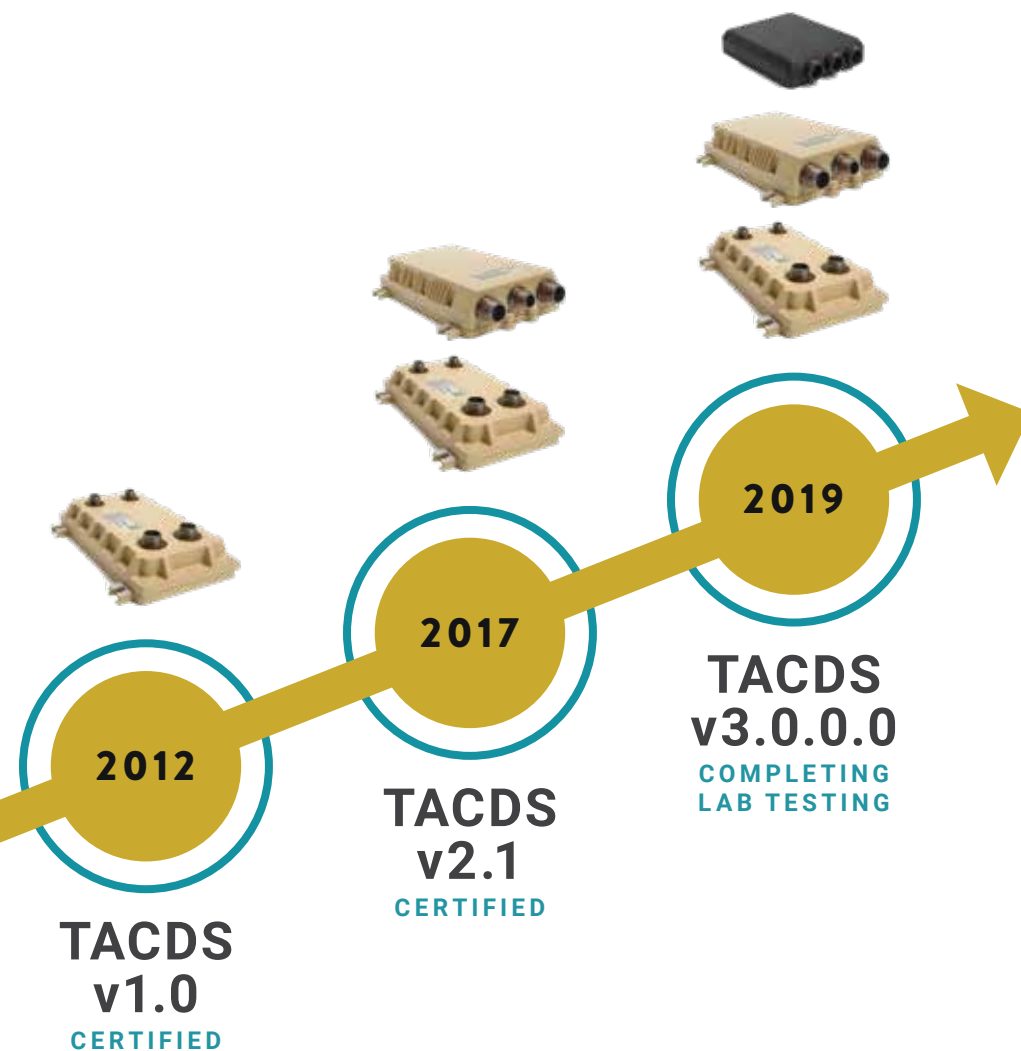 2012
TACDS
v1.0
CERTIFIED
2017
TACDS
v2.1
CERTIFIED
2019
TACDS
v3.0.0.0
COMPLETING
LAB TESTING